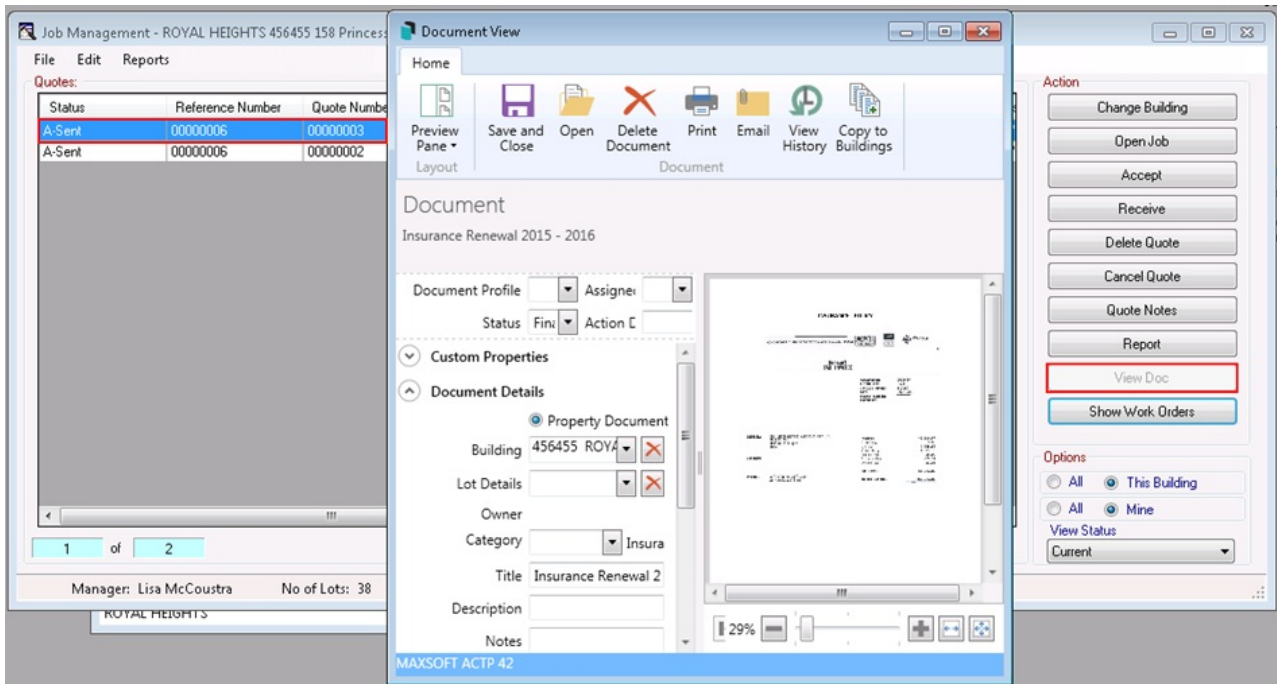 Job Management - ROYAL HEIGHTS 456455 158 Princess
File Edit Reports
Quotes:
Status Reference Number Quote Numbe
A-Sent 00000006 00000003
A-Sent 00000006 00000002
1 of 2
Manager: Lisa McCoustra No of Lots: 38
ROYAL HEIGHTS
Document View
Home
Preview Pane
Save and Close
Open
Delete Document
Print
Email
View History
Copy to Buildings
Layout Document
Document
Insurance Renewal 2015 - 2016
Document Profile Assigne
Status Fina Action D
Custom Properties
Document Details
Property Document
Building 456455 ROYA
Lot Details
Owner
Category Insura
Title Insurance Renewal 2
Description
Notes
INSURANCE POLICY
29%
MAXSOFT ACTP 42
Action
Change Building
Open Job
Accept
Receive
Delete Quote
Cancel Quote
Quote Notes
Report
View Doc
Show Work Orders
Options
All This Building
All Mine
View Status
Current